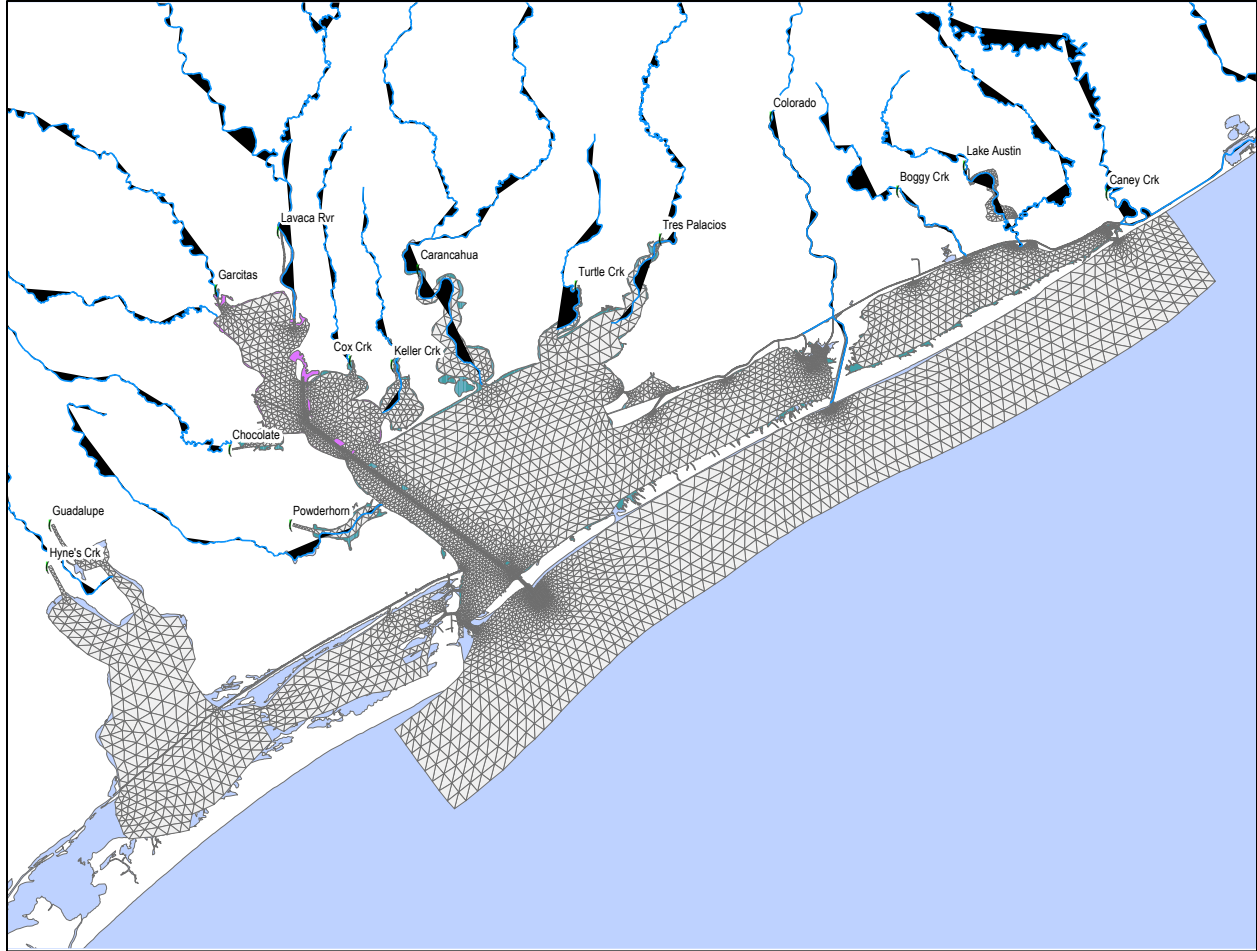 Colorado
Lake Austin
Boggy Crk
Caney Crk
Lavaca Rvr
Tres Palacios
Carancahua
Garcitas
Turtle Crk
Cox Crk
Keller Crk
Chocolate
Guadalupe
Powderhorn
Hyne's Crk